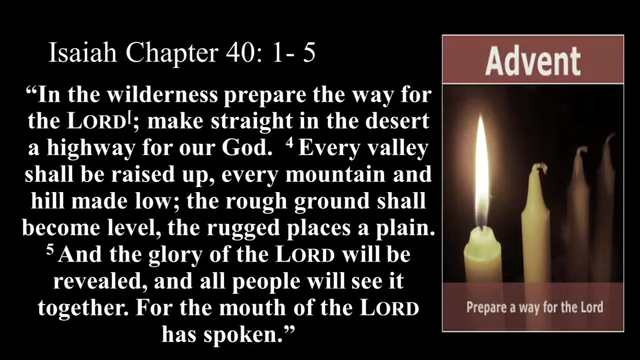 Isaiah Chapter 40: 1- 5
“In the wilderness prepare the way for
the LORD[; make straight in the desert
a highway for our God. 4 Every valley
shall be raised up, every mountain and
hill made low; the rough ground shall
become level, the rugged places a plain.
5 And the glory of the LORD will be
revealed, and all people will see it
together. For the mouth of the LORD
has spoken.”
Advent
Prepare a way for the Lord